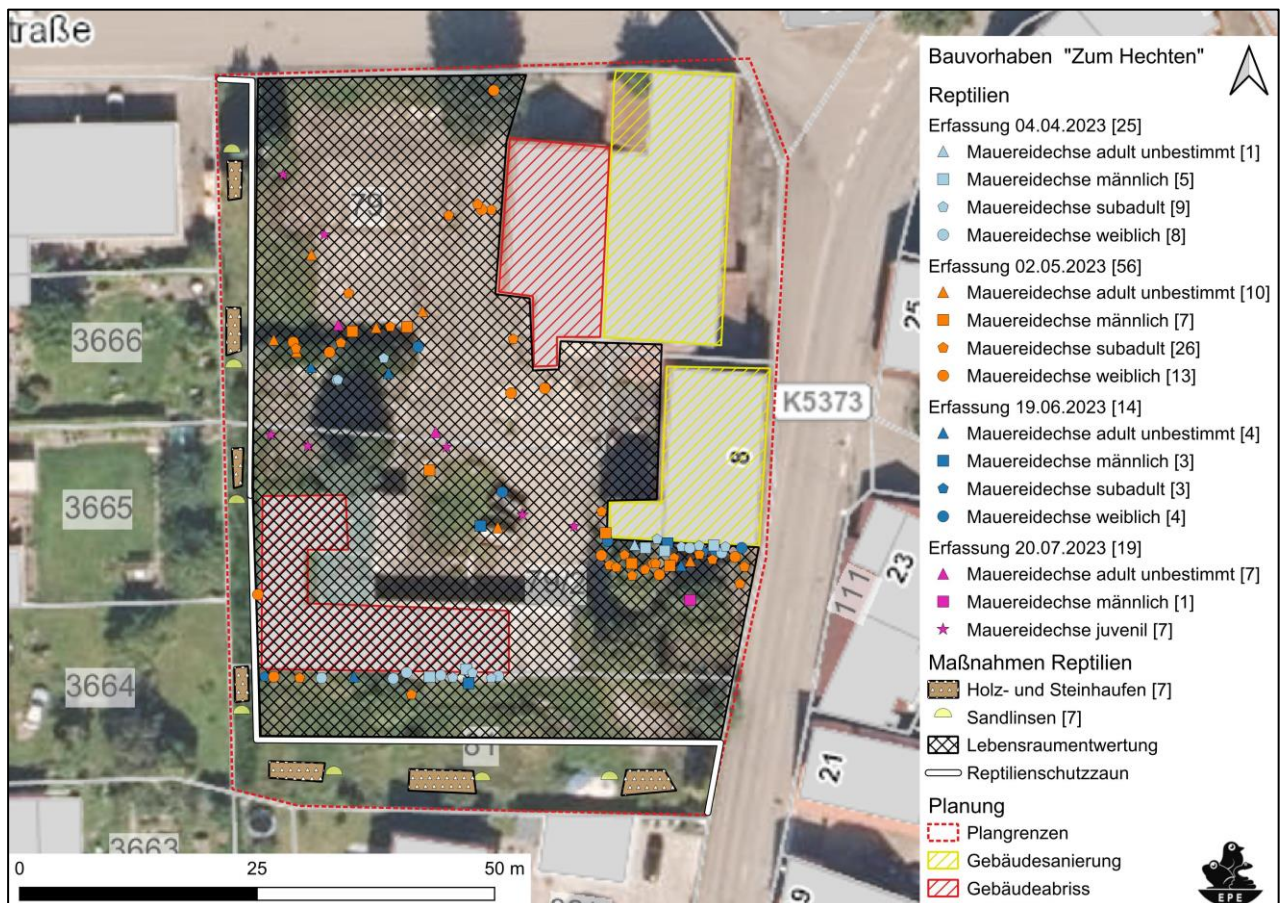 traße
79
3666
3665
3664
3663
79/2
81
8
K5373
25
23
111
21
19
0 25 50 m
Bauvorhaben "Zum Hechten"
Reptilien
Erfassung 04.04.2023 [25]
Mauereidechse adult unbestimmt [1]
Mauereidechse männlich [5]
Mauereidechse subadult [9]
Mauereidechse weiblich [8]
Erfassung 02.05.2023 [56]
Mauereidechse adult unbestimmt [10]
Mauereidechse männlich [7]
Mauereidechse subadult [26]
Mauereidechse weiblich [13]
Erfassung 19.06.2023 [14]
Mauereidechse adult unbestimmt [4]
Mauereidechse männlich [3]
Mauereidechse subadult [3]
Mauereidechse weiblich [4]
Erfassung 20.07.2023 [19]
Mauereidechse adult unbestimmt [7]
Mauereidechse männlich [1]
Mauereidechse juvenil [7]
Maßnahmen Reptilien
Holz- und Steinhaufen [7]
Sandlinsen [7]
Lebensraumentwertung
Reptilienschutzzaun
Planung
Plangrenzen
Gebäudesanierung
Gebäudeabriss
EPE